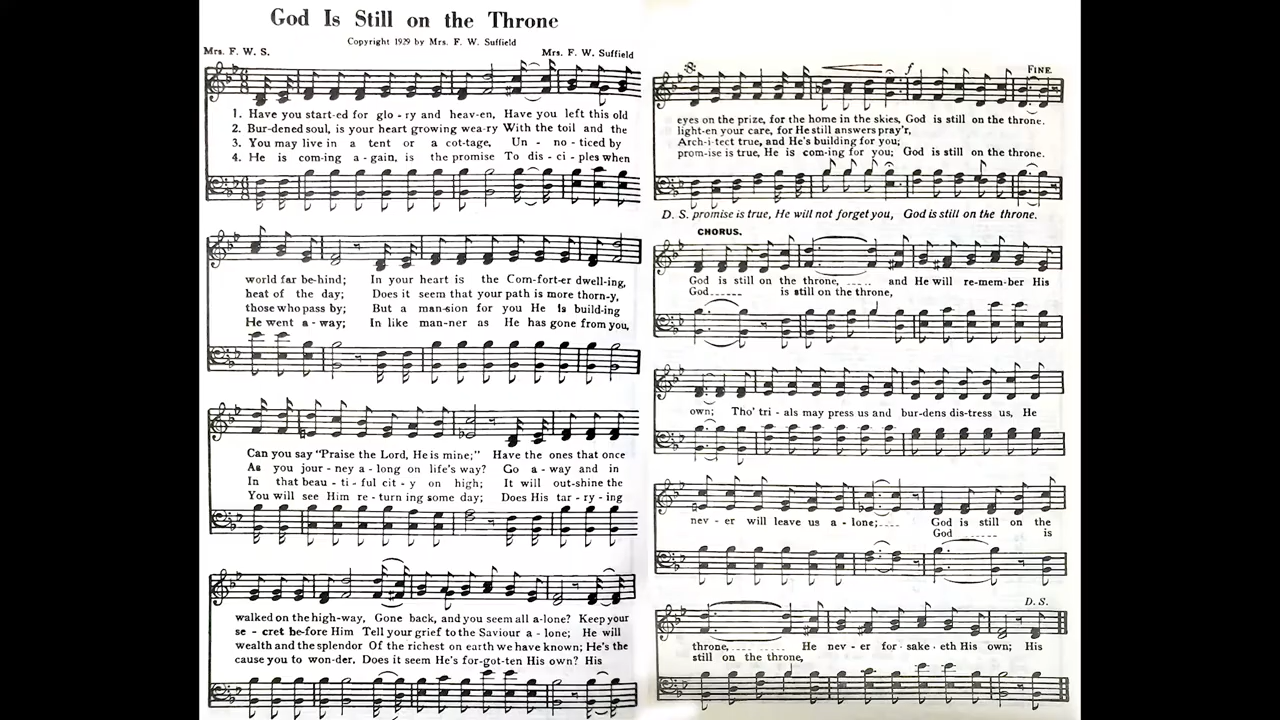 God Is Still on the Throne
Copyright 1929 by Mrs. F. W. Suffield
Mrs. F. W. S.
Mrs. F. W. Suffield
1. Have you start-ed for glo-ry and heav-en, Have you left this old
2. Bur-dened soul, is your heart growing wea-ry With the toil and the
3. You may live in a tent or a cot-tage, Un-no-ticed by
4. He is com-ing a-gain, is the promise To dis-ci-ples when
world far be-hind; In your heart is the Com-fort-er dwell-ing,
heat of the day; Does it seem that your path is more thorn-y,
those who pass by; But a man-sion for you He is build-ing
He went a-way; In like man-ner as He has gone from you,
Can you say "Praise the Lord, He is mine;" Have the ones that once
As you jour-ney a-long on life's way? Go a-way and in
In that beau-ti-ful cit-y on high; It will out-shine the
You will see Him re-turn ing some day; Does His tar-ry-ing
walked on the high-way, Gone back, and you seem all a-lone? Keep your
se-cret be-fore Him Tell your grief to the Saviour a-lone; He will
wealth and the splendor Of the richest on earth we have known; He's the
cause you to won-der, Does it seem He's for-got-ten His own? His
f
FINE.
eyes on the prize, for the home in the skies, God is still on the throne.
light-en your care, for He still answers pray'r,
Arch-i-tect true, and He's building for you;
prom-ise is true, He is com-ing for you; God is still on the throne.
D. S. promise is true, He will not forget you, God is still on the throne.
CHORUS.
God is still on the throne, ..... and He will re-mem-ber His
God...... is still on the throne,
own; Tho' tri-als may press us and bur-dens dis-tress us, He
nev-er will leave us a-lone;.... God is still on the
God ...... is
D. S.
throne,........ He nev-er for-sake-eth His own; His
still on the throne,